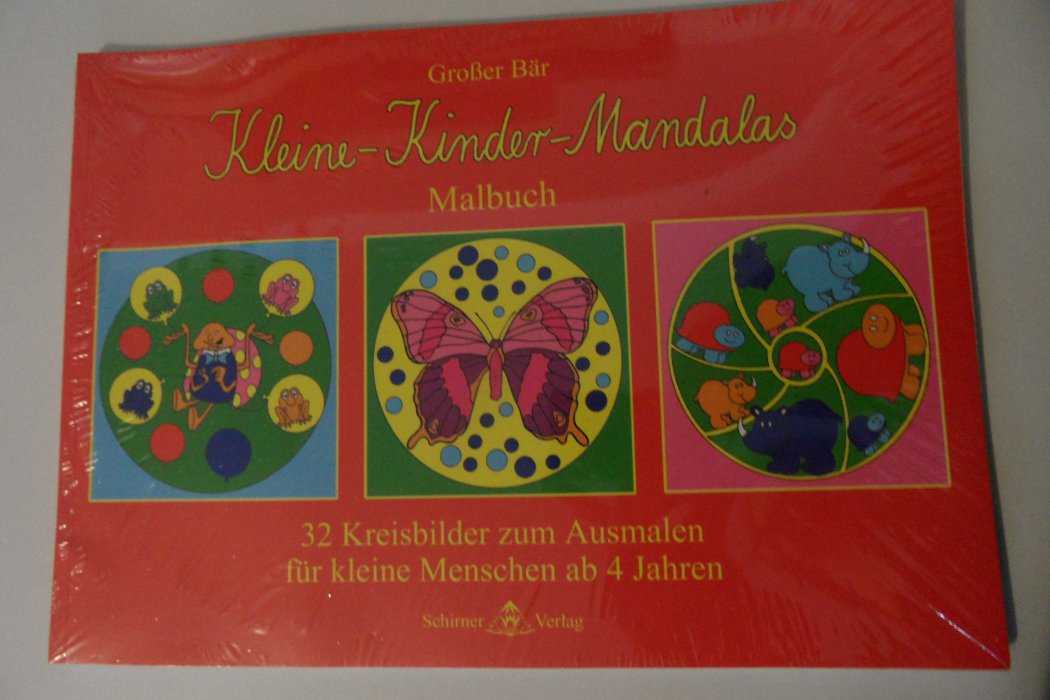 Großer Bär
Kleine-Kinder-Mandalas
Malbuch
32 Kreisbilder zum Ausmalen
für kleine Menschen ab 4 Jahren
Schirner Verlag